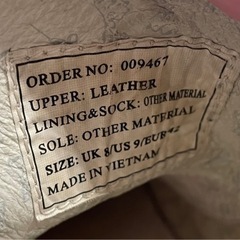 ORDER NO: 009467
UPPER: LEATHER
LINING&SOCK: OTHER MATERIAL
SOLE: OTHER MATERIAL
SIZE: UK 8/US 9/EUR 42
MADE IN VIETNAM